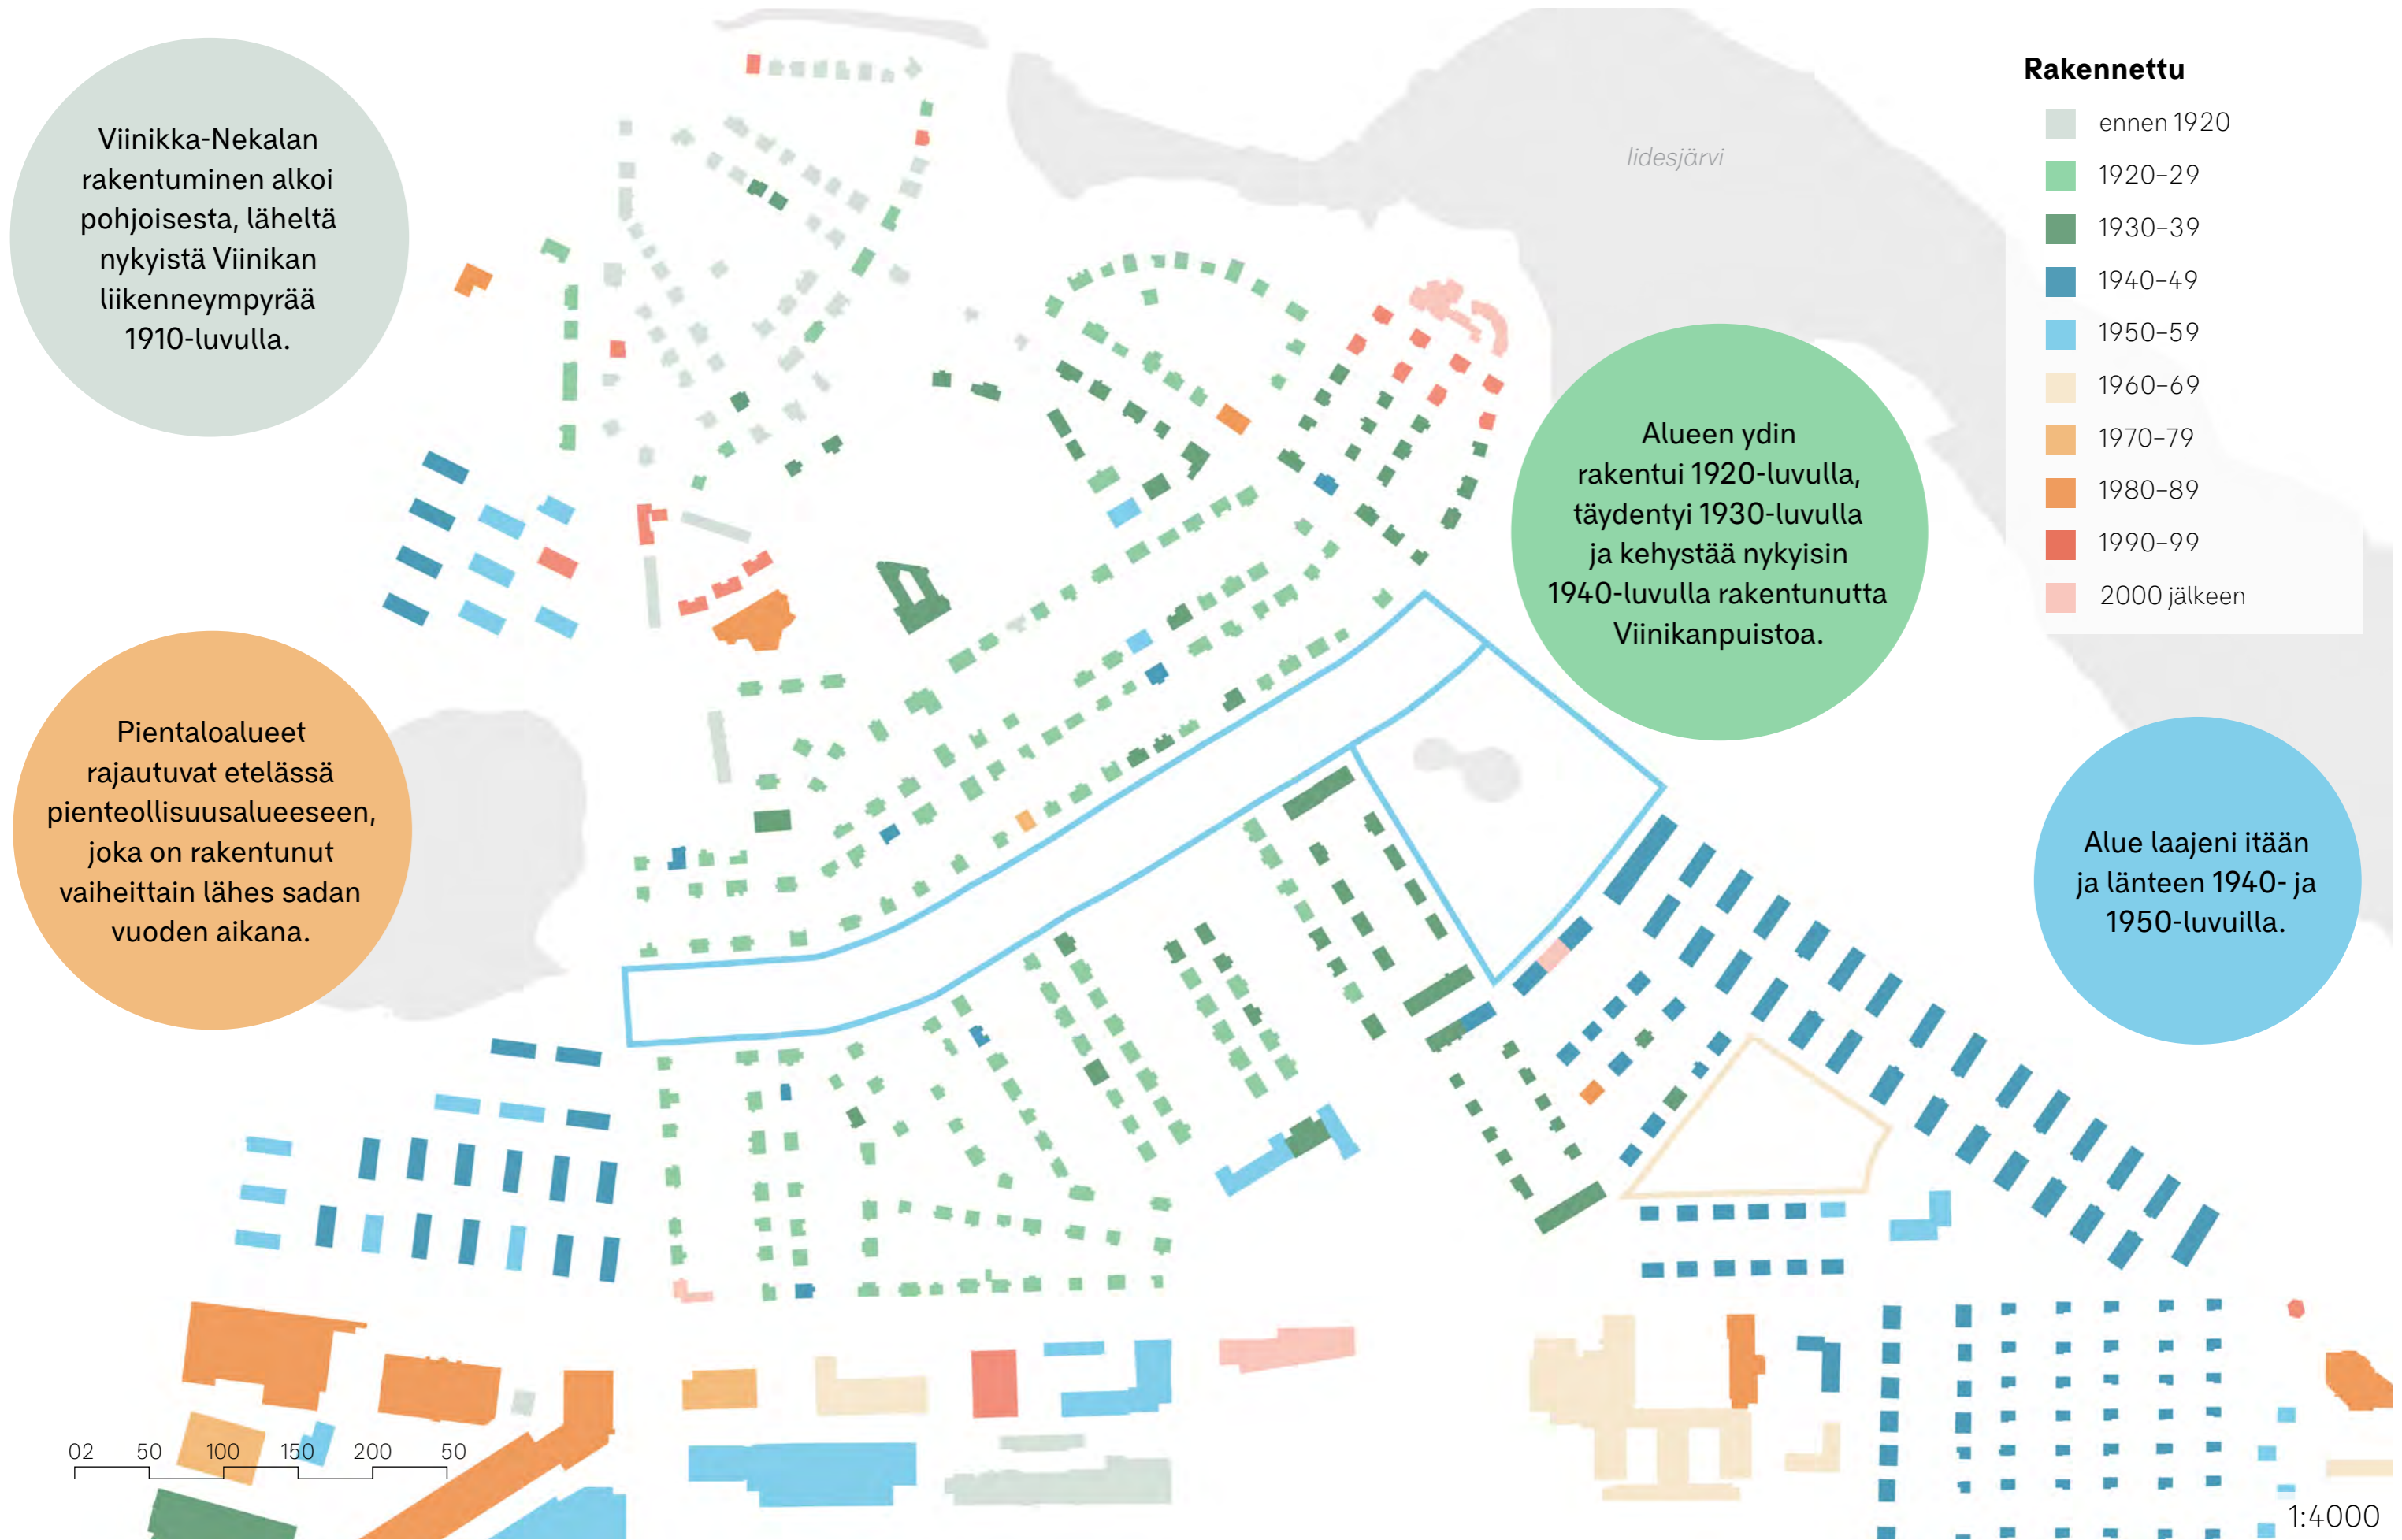 Viinikka-Nekalan
rakentuminen alkoi
pohjoisesta, läheltä
nykyistä Viinikan
liikenneympyrää
1910-luvulla.
Iidesjärvi
Rakennettu
ennen 1920
1920–29
1930–39
1940–49
1950–59
1960–69
1970–79
1980–89
1990–99
2000 jälkeen
Alueen ydin
rakentui 1920-luvulla,
täydentyi 1930-luvulla
ja kehystää nykyisin
1940-luvulla rakentunutta
Viinikanpuistoa.
Pientaloalueet
rajautuvat etelässä
pienteollisuusalueeseen,
joka on rakentunut
vaiheittain lähes sadan
vuoden aikana.
Alue laajeni itään
ja länteen 1940- ja
1950-luvuilla.
02 50 100 150 200 50
1:4000